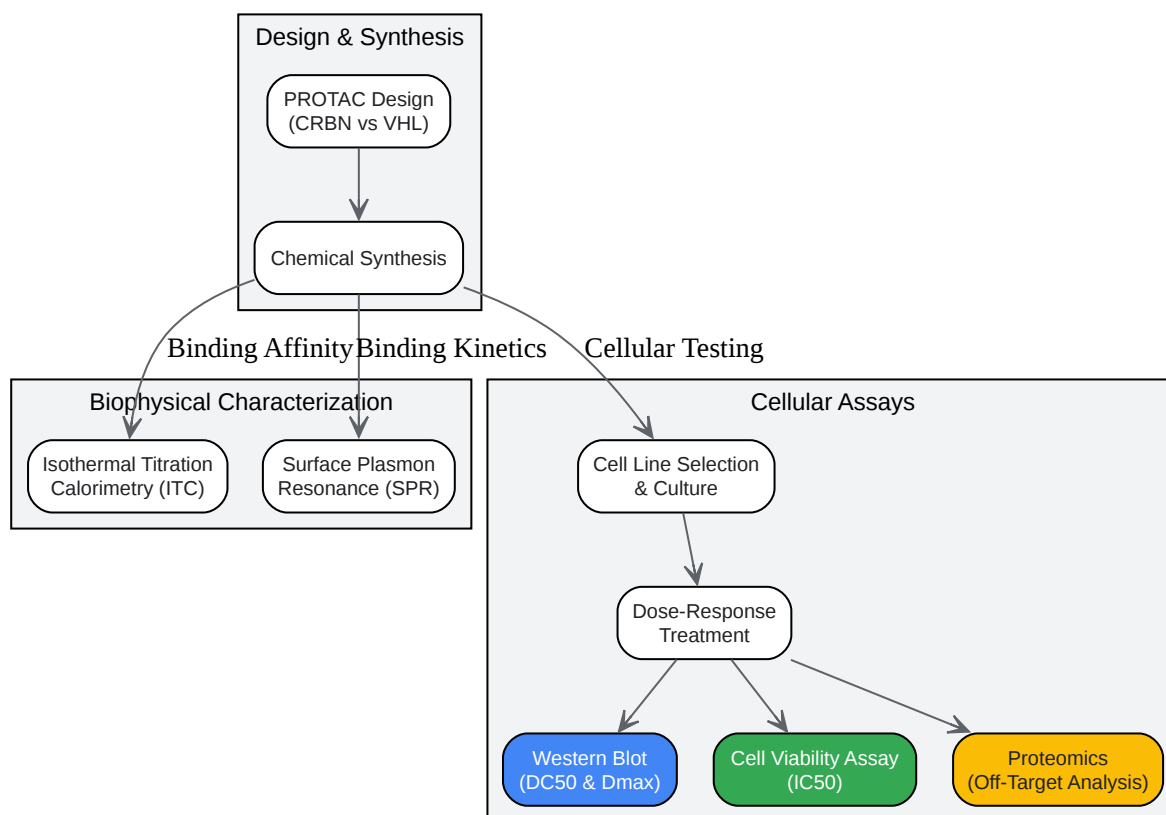 Design & Synthesis
PROTAC Design
(CRBN vs VHL)
Chemical Synthesis
Binding Affinity
Binding Kinetics
Cellular Testing
Biophysical Characterization
Isothermal Titration
Calorimetry (ITC)
Surface Plasmon
Resonance (SPR)
Cellular Assays
Cell Line Selection
& Culture
Dose-Response
Treatment
Western Blot
(DC50 & Dmax)
Cell Viability Assay
(IC50)
Proteomics
(Off-Target Analysis)